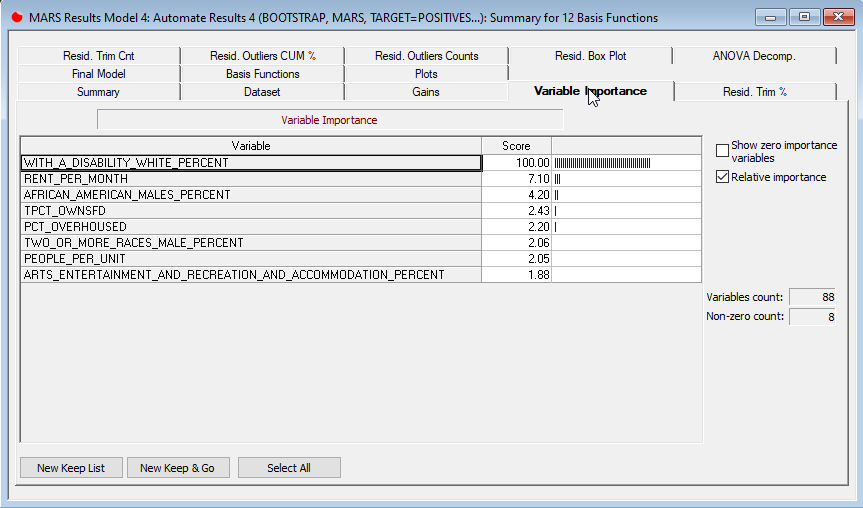 MARS Results Model 4: Automate Results 4 (BOOTSTRAP, MARS, TARGET=POSITIVES...): Summary for 12 Basis Functions
Resid. Trim Cnt Resid. Outliers CUM % Resid. Outliers Counts Resid. Box Plot ANOVA Decomp.
Final Model Basis Functions Plots
Summary Dataset Gains Variable Importance Resid. Trim %
Variable Importance
Variable Score
WITH_A_DISABILITY_WHITE_PERCENT 100.00
RENT_PER_MONTH 7.10
AFRICAN_AMERICAN_MALES_PERCENT 4.20
TPCT_OWNSFD 2.43
PCT_OVERHOUSED 2.20
TWO_OR_MORE_RACES_MALE_PERCENT 2.06
PEOPLE_PER_UNIT 2.05
ARTS_ENTERTAINMENT_AND_RECREATION_AND_ACCOMMODATION_PERCENT 1.88
Show zero importance
variables
Relative importance
Variables count: 88
Non-zero count: 8
New Keep List New Keep & Go Select All